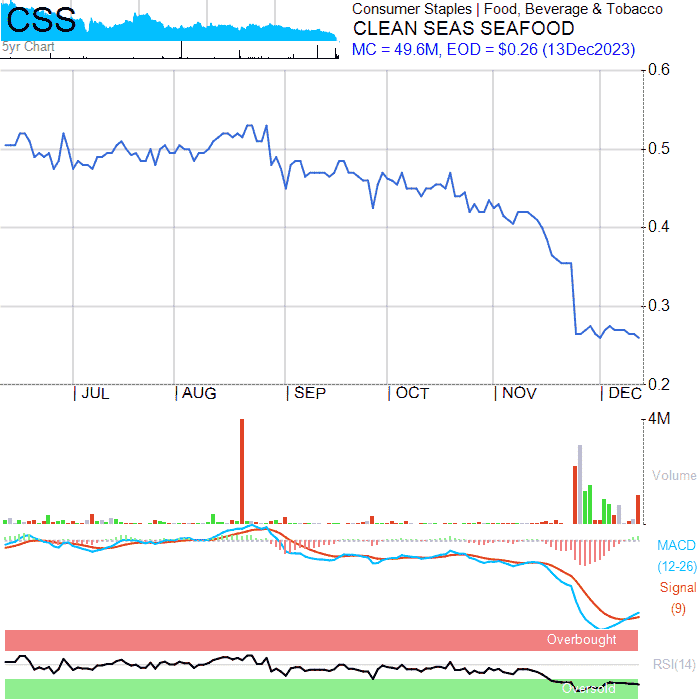 CSS
5yr Chart
Consumer Staples | Food, Beverage & Tobacco
CLEAN SEAS SEAFOOD
MC = 49.6M, EOD = $0.26 (13Dec2023)
0.6
0.5
0.4
0.3
0.2
| JUL | AUG | SEP | OCT | NOV | DEC
4M
Volume
MACD
(12-26)
Signal
(9)
Overbought
RSI(14)
Oversold